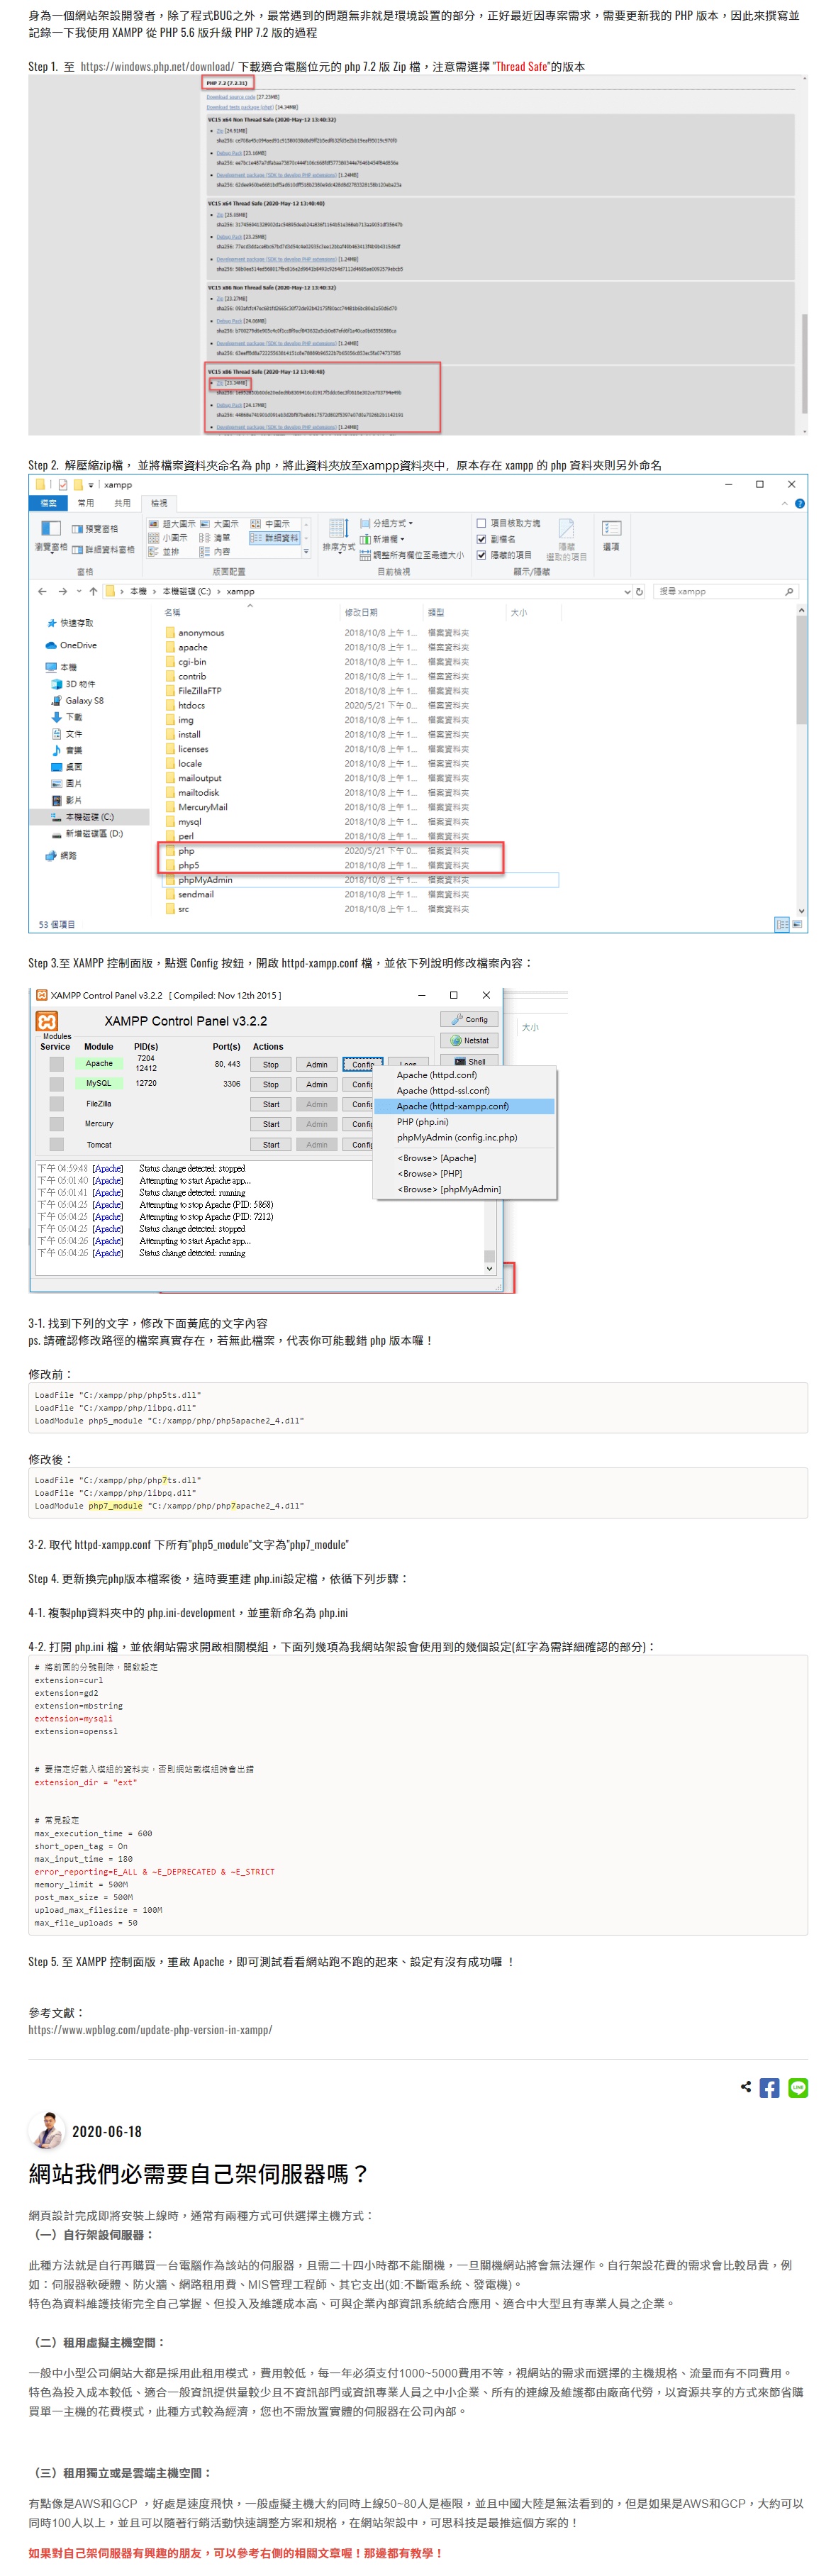 身為一個網站架設開發者，除了程式BUG之外，最常遇到的問題無非就是環境設置的部分，正好最近因專案需求，需要更新我的 PHP 版本，因此來撰寫並
記錄一下我使用 XAMPP 從 PHP 5.6 版升級 PHP 7.2 版的過程
Step 1. 至 https://windows.php.net/download/ 下載適合電腦位元的 php 7.2 版 Zip 檔，注意需選擇 "Thread Safe"的版本
PHP 7.2 (7.2.31)
Download source code [27.23MB]
Download tests package (phpt) [14.34MB]
VC15 x64 Non Thread Safe (2020-May-12 13:40:32)
Zip [24.91MB]
Debug Pack [23.16MB]
Development package (SDK to develop PHP extensions) [1.24MB]
VC15 x64 Thread Safe (2020-May-12 13:40:48)
Zip [25.05MB]
Debug Pack [23.25MB]
Development package (SDK to develop PHP extensions) [1.24MB]
VC15 x86 Non Thread Safe (2020-May-12 13:40:32)
Zip [23.27MB]
Debug Pack [24.06MB]
Development package (SDK to develop PHP extensions) [1.24MB]
VC15 x86 Thread Safe (2020-May-12 13:40:48)
Zip [23.34MB]
Debug Pack [24.17MB]
Development package (SDK to develop PHP extensions) [1.24MB]
Step 2. 解壓縮zip檔， 並將檔案資料夾命名為 php，將此資料夾放至xampp資料夾中，原本存在 xampp 的 php 資料夾則另外命名
xampp
檔案 常用 共用 檢視
瀏覽窗格 預覽窗格 詳細資料窗格 窗格
超大圖示 大圖示 中圖示
小圖示 清單 詳細資料
並排 內容
版面配置
排序方式 分組方式 新增欄 調整所有欄位至最適大小 目前檢視
項目核取方塊 副檔名 隱藏的項目 隱藏選取的項目 顯示/隱藏 選項
本機 本機磁碟 (C:) xampp 搜尋 xampp
名稱 修改日期 類型 大小
快速存取
OneDrive
本機
3D 物件
Galaxy S8
下載
文件
音樂
桌面
圖片
影片
本機磁碟 (C:)
新增磁碟區 (D:)
網路
anonymous 2018/10/8 上午 1... 檔案資料夾
apache 2018/10/8 上午 1... 檔案資料夾
cgi-bin 2018/10/8 上午 1... 檔案資料夾
contrib 2018/10/8 上午 1... 檔案資料夾
FileZillaFTP 2018/10/8 上午 1... 檔案資料夾
htdocs 2020/5/21 下午 0... 檔案資料夾
img 2018/10/8 上午 1... 檔案資料夾
install 2018/10/8 上午 1... 檔案資料夾
licenses 2018/10/8 上午 1... 檔案資料夾
locale 2018/10/8 上午 1... 檔案資料夾
mailoutput 2018/10/8 上午 1... 檔案資料夾
mailtodisk 2018/10/8 上午 1... 檔案資料夾
MercuryMail 2018/10/8 上午 1... 檔案資料夾
mysql 2018/10/8 上午 1... 檔案資料夾
perl 2018/10/8 上午 1... 檔案資料夾
php 2020/5/21 下午 0... 檔案資料夾
php5 2018/10/8 上午 1... 檔案資料夾
phpMyAdmin 2018/10/8 上午 1... 檔案資料夾
sendmail 2018/10/8 上午 1... 檔案資料夾
src 2018/10/8 上午 1... 檔案資料夾
53 個項目
Step 3.至 XAMPP 控制面版，點選 Config 按鈕，開啟 httpd-xampp.conf 檔，並依下列說明修改檔案內容：
XAMPP Control Panel v3.2.2 [ Compiled: Nov 12th 2015 ]
XAMPP Control Panel v3.2.2 Config
大小
Netstat
Shell
Modules
Service Module PID(s) Port(s) Actions
Apache 7204 12412 80, 443 Stop Admin Config Logs
MySQL 12720 3306 Stop Admin Config
FileZilla Start Admin Config
Mercury Start Admin Config
Tomcat Start Admin Config
Apache (httpd.conf)
Apache (httpd-ssl.conf)
Apache (httpd-xampp.conf)
PHP (php.ini)
phpMyAdmin (config.inc.php)
<Browse> [Apache]
<Browse> [PHP]
<Browse> [phpMyAdmin]
下午 04:59:48 [Apache] Status change detected: stopped
下午 05:01:40 [Apache] Attempting to start Apache app...
下午 05:01:41 [Apache] Status change detected: running
下午 05:04:25 [Apache] Attempting to stop Apache (PID: 5868)
下午 05:04:25 [Apache] Attempting to stop Apache (PID: 7212)
下午 05:04:25 [Apache] Status change detected: stopped
下午 05:04:26 [Apache] Attempting to start Apache app...
下午 05:04:26 [Apache] Status change detected: running
3-1. 找到下列的文字，修改下面黃底的文字內容
ps. 請確認修改路徑的檔案真實存在，若無此檔案，代表你可能載錯 php 版本囉！
修改前：
LoadFile "C:/xampp/php/php5ts.dll"
LoadFile "C:/xampp/php/libpq.dll"
LoadModule php5_module "C:/xampp/php/php5apache2_4.dll"
修改後：
LoadFile "C:/xampp/php/php7ts.dll"
LoadFile "C:/xampp/php/libpq.dll"
LoadModule php7_module "C:/xampp/php/php7apache2_4.dll"
3-2. 取代 httpd-xampp.conf 下所有"php5_module"文字為"php7_module"
Step 4. 更新換完php版本檔案後，這時要重建 php.ini設定檔，依循下列步驟：
4-1. 複製php資料夾中的 php.ini-development，並重新命名為 php.ini
4-2. 打開 php.ini 檔，並依網站需求開啟相關模組，下面列幾項為我網站架設會使用到的幾個設定(紅字為需詳細確認的部分)：
# 將前面的分號刪除，開啟設定
extension=curl
extension=gd2
extension=mbstring
extension=mysqli
extension=openssl
# 要指定好載入模組的資料夾，否則網站載模組時會出錯
extension_dir = "ext"
# 常見設定
max_execution_time = 600
short_open_tag = On
max_input_time = 180
error_reporting=E_ALL & ~E_DEPRECATED & ~E_STRICT
memory_limit = 500M
post_max_size = 500M
upload_max_filesize = 100M
max_file_uploads = 50
Step 5. 至 XAMPP 控制面版，重啟 Apache，即可測試看看網站跑不跑的起來、設定有沒有成功囉 ！
參考文獻：
https://www.wpblog.com/update-php-version-in-xampp/
LINE
2020-06-18
網站我們必需要自己架伺服器嗎？
網頁設計完成即將安裝上線時，通常有兩種方式可供選擇主機方式：
（一）自行架設伺服器：
此種方法就是自行再購買一台電腦作為該站的伺服器，且需二十四小時都不能關機，一旦關機網站將會無法運作。自行架設花費的需求會比較昂貴，例
如：伺服器軟硬體、防火牆、網路租用費、MIS管理工程師、其它支出(如:不斷電系統、發電機)。
特色為資料維護技術完全自己掌握、但投入及維護成本高、可與企業內部資訊系統結合應用、適合中大型且有專業人員之企業。
（二）租用虛擬主機空間：
一般中小型公司網站大都是採用此租用模式，費用較低，每一年必須支付1000~5000費用不等，視網站的需求而選擇的主機規格、流量而有不同費用。
特色為投入成本較低、適合一般資訊提供量較少且不資訊部門或資訊專業人員之中小企業、所有的連線及維護都由廠商代勞，以資源共享的方式來節省購
買單一主機的花費模式，此種方式較為經濟，您也不需放置實體的伺服器在公司內部。
（三）租用獨立或是雲端主機空間：
有點像是AWS和GCP ，好處是速度飛快，一般虛擬主機大約同時上線50~80人是極限，並且中國大陸是無法看到的，但是如果是AWS和GCP，大約可以
同時100人以上，並且可以隨著行銷活動快速調整方案和規格，在網站架設中，可思科技是最推這個方案的！
如果對自己架伺服器有興趣的朋友，可以參考右側的相關文章喔！那邊都有教學！